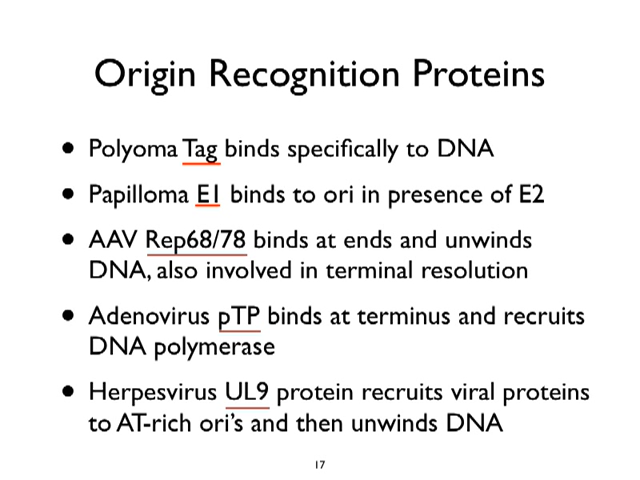 Origin Recognition Proteins
• Polyoma Tag binds specifically to DNA
• Papilloma E1 binds to ori in presence of E2
• AAV Rep68/78 binds at ends and unwinds
DNA, also involved in terminal resolution
• Adenovirus pTP binds at terminus and recruits
DNA polymerase
• Herpesvirus UL9 protein recruits viral proteins
to AT-rich ori's and then unwinds DNA
17